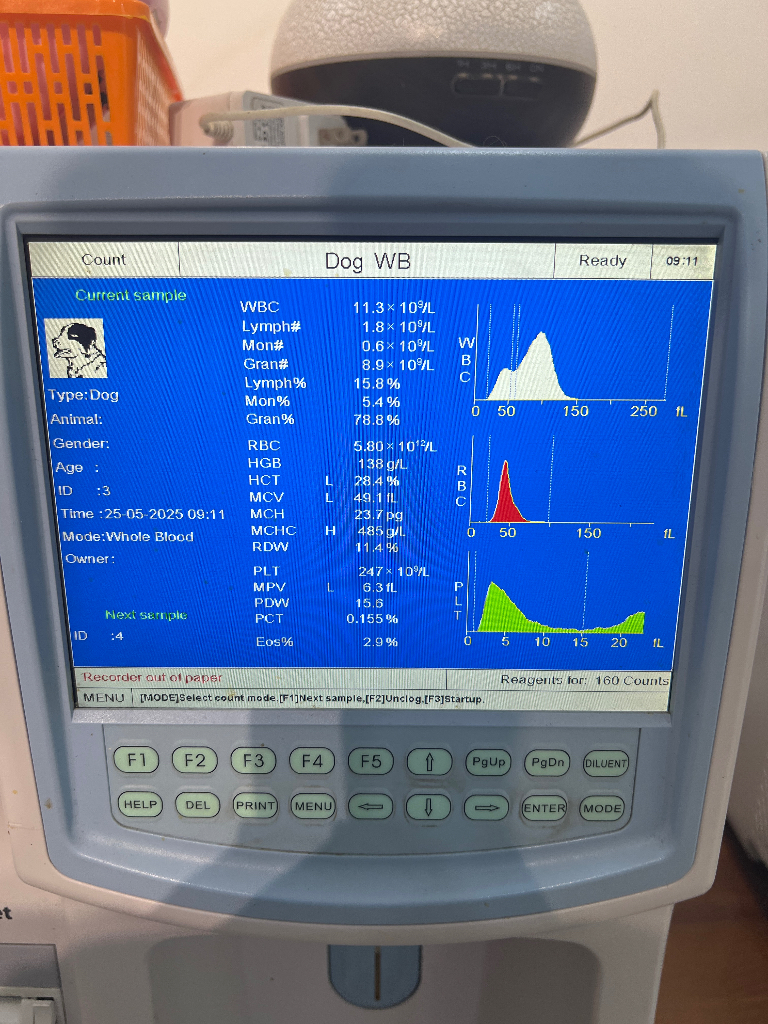 Count Dog WB Ready 09:11
Current sample
Type:Dog
Animal:
Gender:
Age :
ID :3
Time :25-05-2025 09:11
Mode:Whole Blood
Owner:
Next sample
ID :4
WBC 11.3 × 10⁹/L
Lymph# 1.8 × 10⁹/L
Mon# 0.6 × 10⁹/L
Gran# 8.9 × 10⁹/L
Lymph% 15.8 %
Mon% 5.4 %
Gran% 78.8 %
RBC 5.80 × 10¹²/L
HGB 138 g/L
HCT L 28.4 %
MCV L 49.1 fL
MCH 23.7 pg
MCHC H 485 g/L
RDW 11.4 %
PLT 247 × 10⁹/L
MPV L 6.3 fL
PDW 15.6
PCT 0.155 %
Eos% 2.9 %
WBC
0 50 150 250 fL
RBC
0 50 150 fL
PLT
0 5 10 15 20 fL
Recorder out of paper Reagents for: 160 Counts
MENU [MODE]Select count mode,[F1]Next sample,[F2]Unclog,[F3]Startup.
F1 F2 F3 F4 F5 PgUp PgDn DILUENT
HELP DEL PRINT MENU ENTER MODE